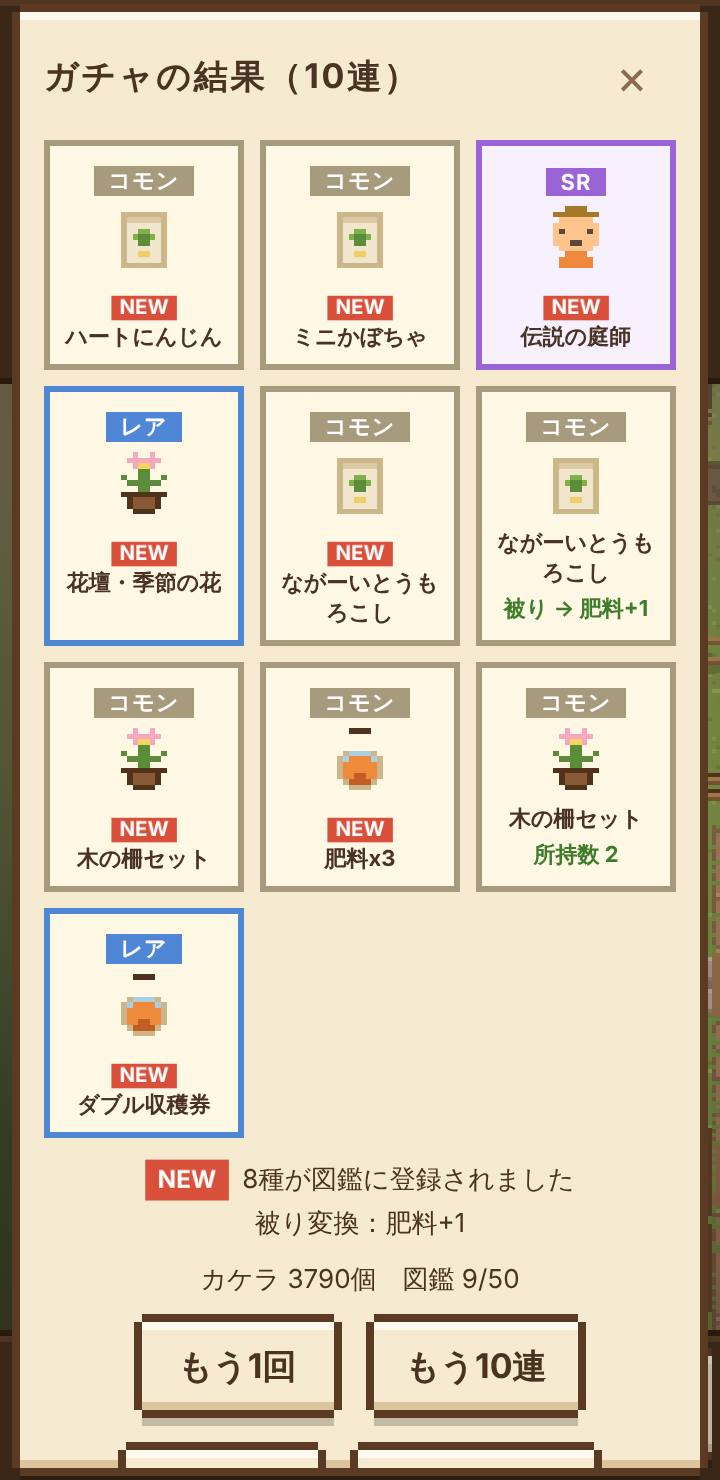 ガチャの結果（10連）
×
コモン
NEW
ハートにんじん
コモン
NEW
ミニかぼちゃ
SR
NEW
伝説の庭師
レア
NEW
花壇・季節の花
コモン
NEW
ながーいとうも
ろこし
コモン
ながーいとうも
ろこし
被り → 肥料+1
コモン
NEW
木の柵セット
コモン
NEW
肥料x3
コモン
木の柵セット
所持数 2
レア
NEW
ダブル収穫券
NEW 8種が図鑑に登録されました
被り変換：肥料+1
カケラ 3790個　図鑑 9/50
もう1回
もう10連